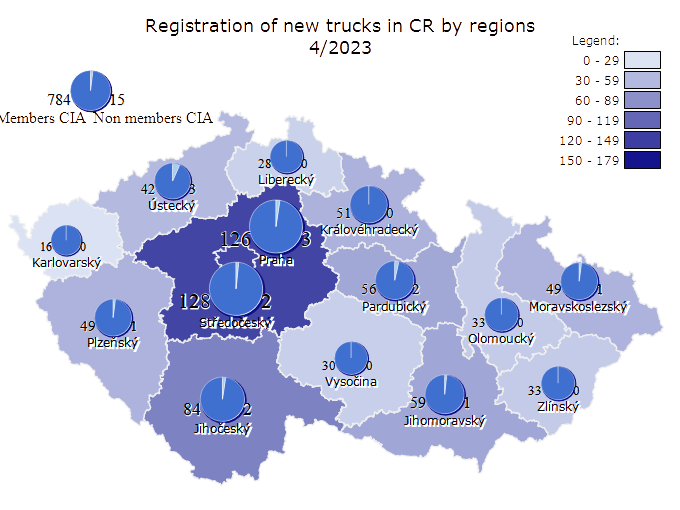 Registration of new trucks in CR by regions
4/2023
Legend:
0 - 29
30 - 59
60 - 89
90 - 119
120 - 149
150 - 179
784 15
Members CIA Non members CIA
28 0
Liberecký
42 3
Ústecký
51 0
Královéhradecký
126 3
Praha
16 0
Karlovarský
56 2
Pardubický
49 1
Moravskoslezský
128 2
Středočeský
49 1
Plzeňský
33 0
Olomoucký
30 0
Vysočina
33 0
Zlínský
84 2
Jihočeský
59 1
Jihomoravský